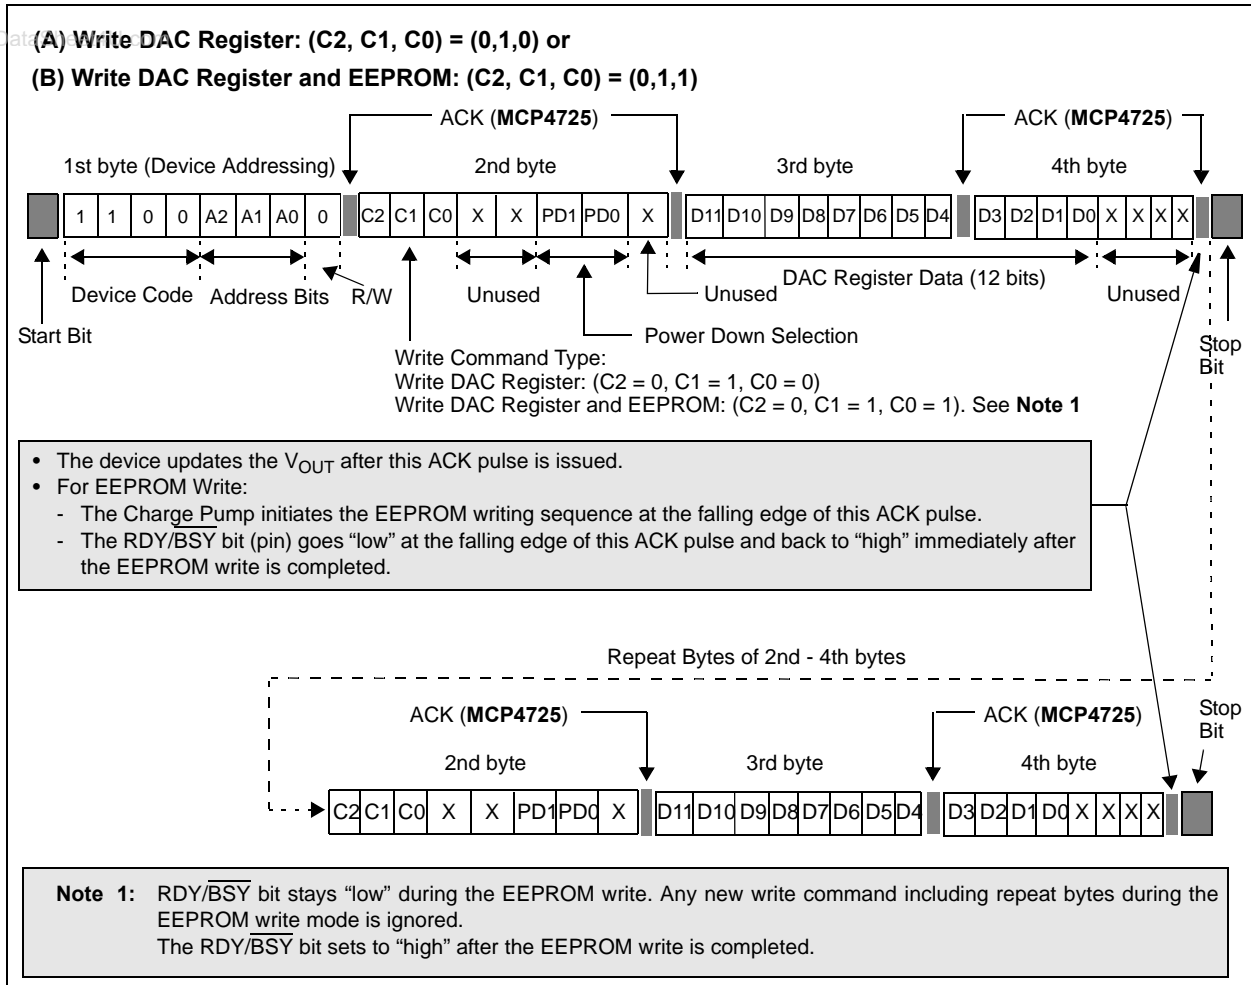 (A) Write DAC Register: (C2, C1, C0) = (0,1,0) or
(B) Write DAC Register and EEPROM: (C2, C1, C0) = (0,1,1)
ACK (MCP4725)
ACK (MCP4725)
1st byte (Device Addressing)
2nd byte
3rd byte
4th byte
1 1 0 0 A2 A1 A0 0
C2 C1 C0 X X PD1 PD0 X
D11 D10 D9 D8 D7 D6 D5 D4
D3 D2 D1 D0 X X X X
Device Code
Address Bits
R/W
Unused
Unused
DAC Register Data (12 bits)
Unused
Start Bit
Power Down Selection
Stop
Bit
Write Command Type:
Write DAC Register: (C2 = 0, C1 = 1, C0 = 0)
Write DAC Register and EEPROM: (C2 = 0, C1 = 1, C0 = 1). See Note 1
• The device updates the VOUT after this ACK pulse is issued.
• For EEPROM Write:
- The Charge Pump initiates the EEPROM writing sequence at the falling edge of this ACK pulse.
- The RDY/BSY bit (pin) goes “low” at the falling edge of this ACK pulse and back to “high” immediately after
the EEPROM write is completed.
Repeat Bytes of 2nd - 4th bytes
ACK (MCP4725)
ACK (MCP4725)
Stop
Bit
2nd byte
3rd byte
4th byte
C2 C1 C0 X X PD1 PD0 X
D11 D10 D9 D8 D7 D6 D5 D4
D3 D2 D1 D0 X X X X
Note 1: RDY/BSY bit stays “low” during the EEPROM write. Any new write command including repeat bytes during the
EEPROM write mode is ignored.
The RDY/BSY bit sets to “high” after the EEPROM write is completed.